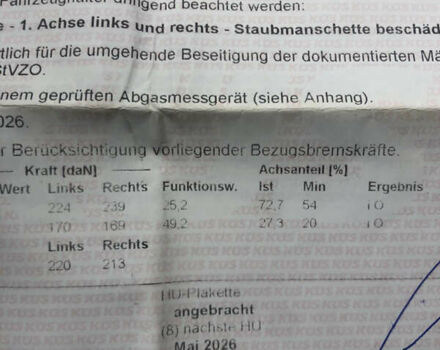 Fahrzeughalter dringend beachtet werden:
e - 1. Achse links und rechts - Staubmanschette beschäd
tlich für die umgehende Beseitigung der dokumentierten Mä
StVZO.
inem geprüften Abgasmessgerät (siehe Anhang).
026.
r Berücksichtigung vorliegender Bezugsbremskräfte.
Kraft [daN] Achsanteil [%]
Wert Links Rechts Funktionsw. Ist Min Ergebnis
224 239 25,2 72,7 54 i O
170 169 49,2 27,3 20 i O
Links Rechts
220 213
HU-Plakette
angebracht
(8) nächste HU
Mai 2026